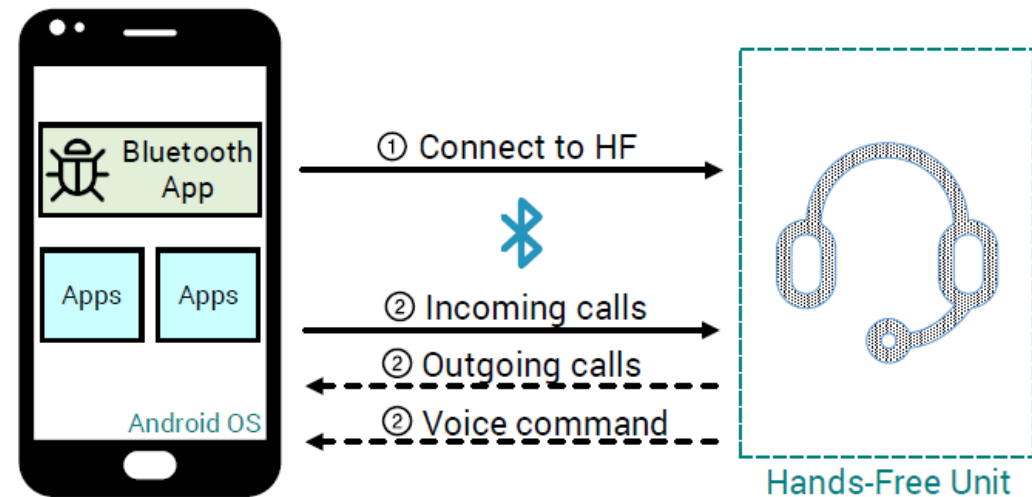 Bluetooth
App
Apps
Apps
Android OS
① Connect to HF
② Incoming calls
② Outgoing calls
② Voice command
Hands-Free Unit